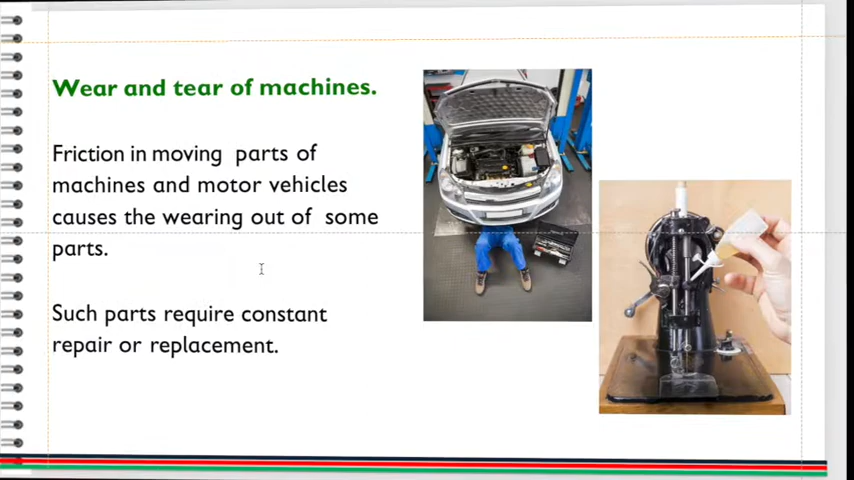 Wear and tear of machines.
Friction in moving parts of
machines and motor vehicles
causes the wearing out of some
parts.
Such parts require constant
repair or replacement.